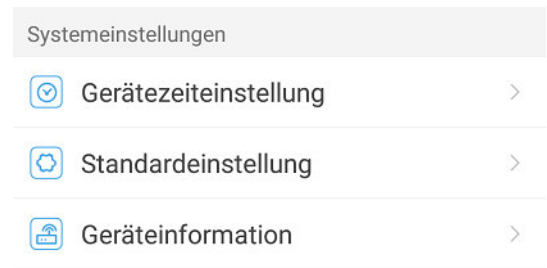 Systemeinstellungen
Gerätezeiteinstellung
Standardeinstellung
Geräteinformation